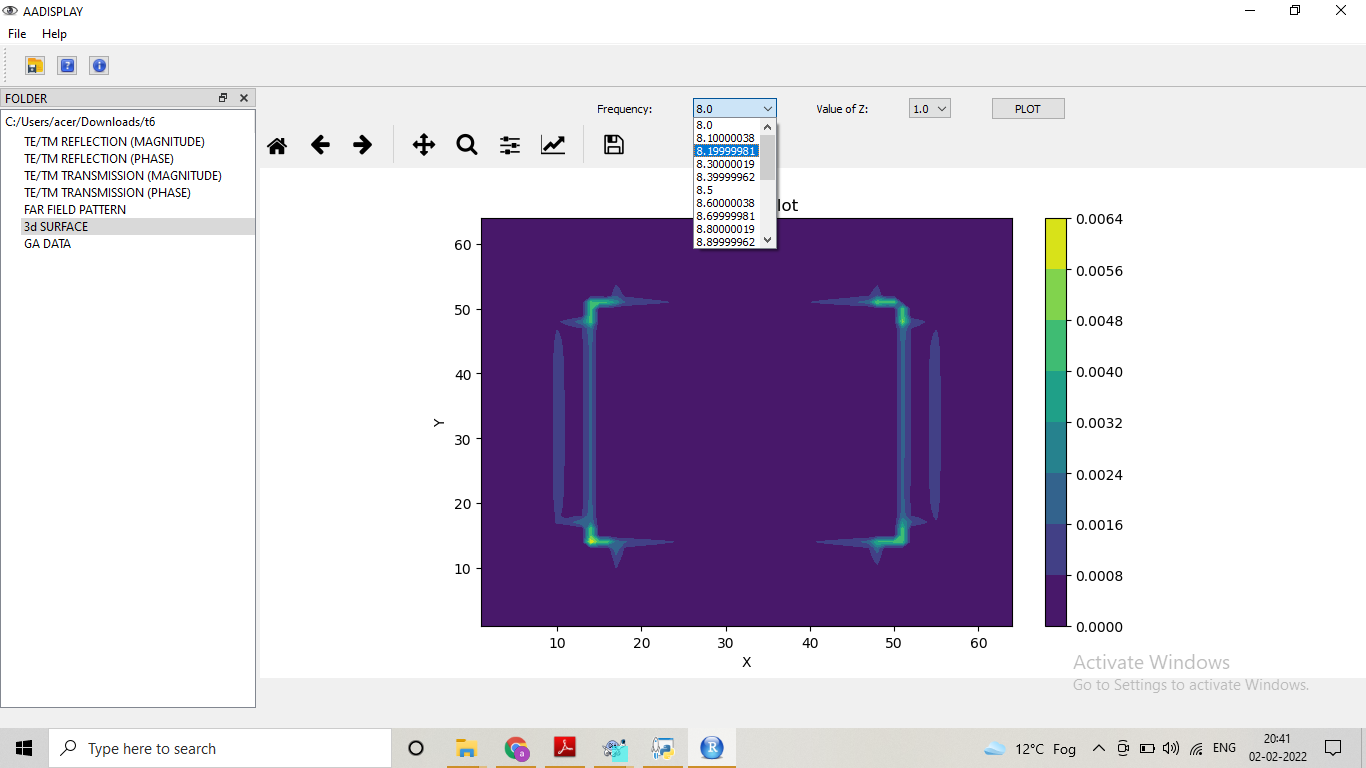 AADISPLAY
File Help
FOLDER
C:/Users/acer/Downloads/t6
TE/TM REFLECTION (MAGNITUDE)
TE/TM REFLECTION (PHASE)
TE/TM TRANSMISSION (MAGNITUDE)
TE/TM TRANSMISSION (PHASE)
FAR FIELD PATTERN
3d SURFACE
GA DATA
Frequency: 8.0 Value of Z: 1.0 PLOT
8.0
8.10000038
8.19999981
8.30000019
8.39999962
8.5
8.60000038
8.69999981
8.80000019
8.89999962
lot
60
50
40
30
20
10
Y
10 20 30 40 50 60
X
0.0064
0.0056
0.0048
0.0040
0.0032
0.0024
0.0016
0.0008
0.0000
Activate Windows
Go to Settings to activate Windows.
Type here to search
12°C Fog
ENG
20:41
02-02-2022